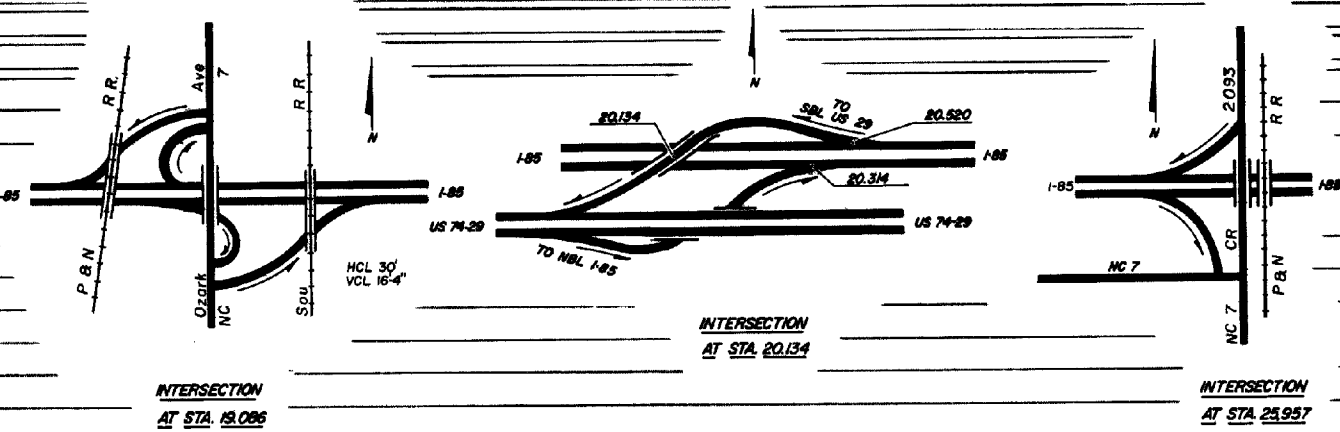 R R.
Ave
7
R R
N
I-85
-85
P & N
Ozark
NC
Sou
HCL 30'
VCL 16'-4"
INTERSECTION
AT STA. 19.086
N
20.134
SBL TO US 29
20.520
I-85
I-85
20.314
US 74-29
US 74-29
TO NBL I-85
INTERSECTION
AT STA. 20.134
N
2093
R R
I-85
I-85
CR
NC 7
NC 7
P & N
INTERSECTION
AT STA. 25.957